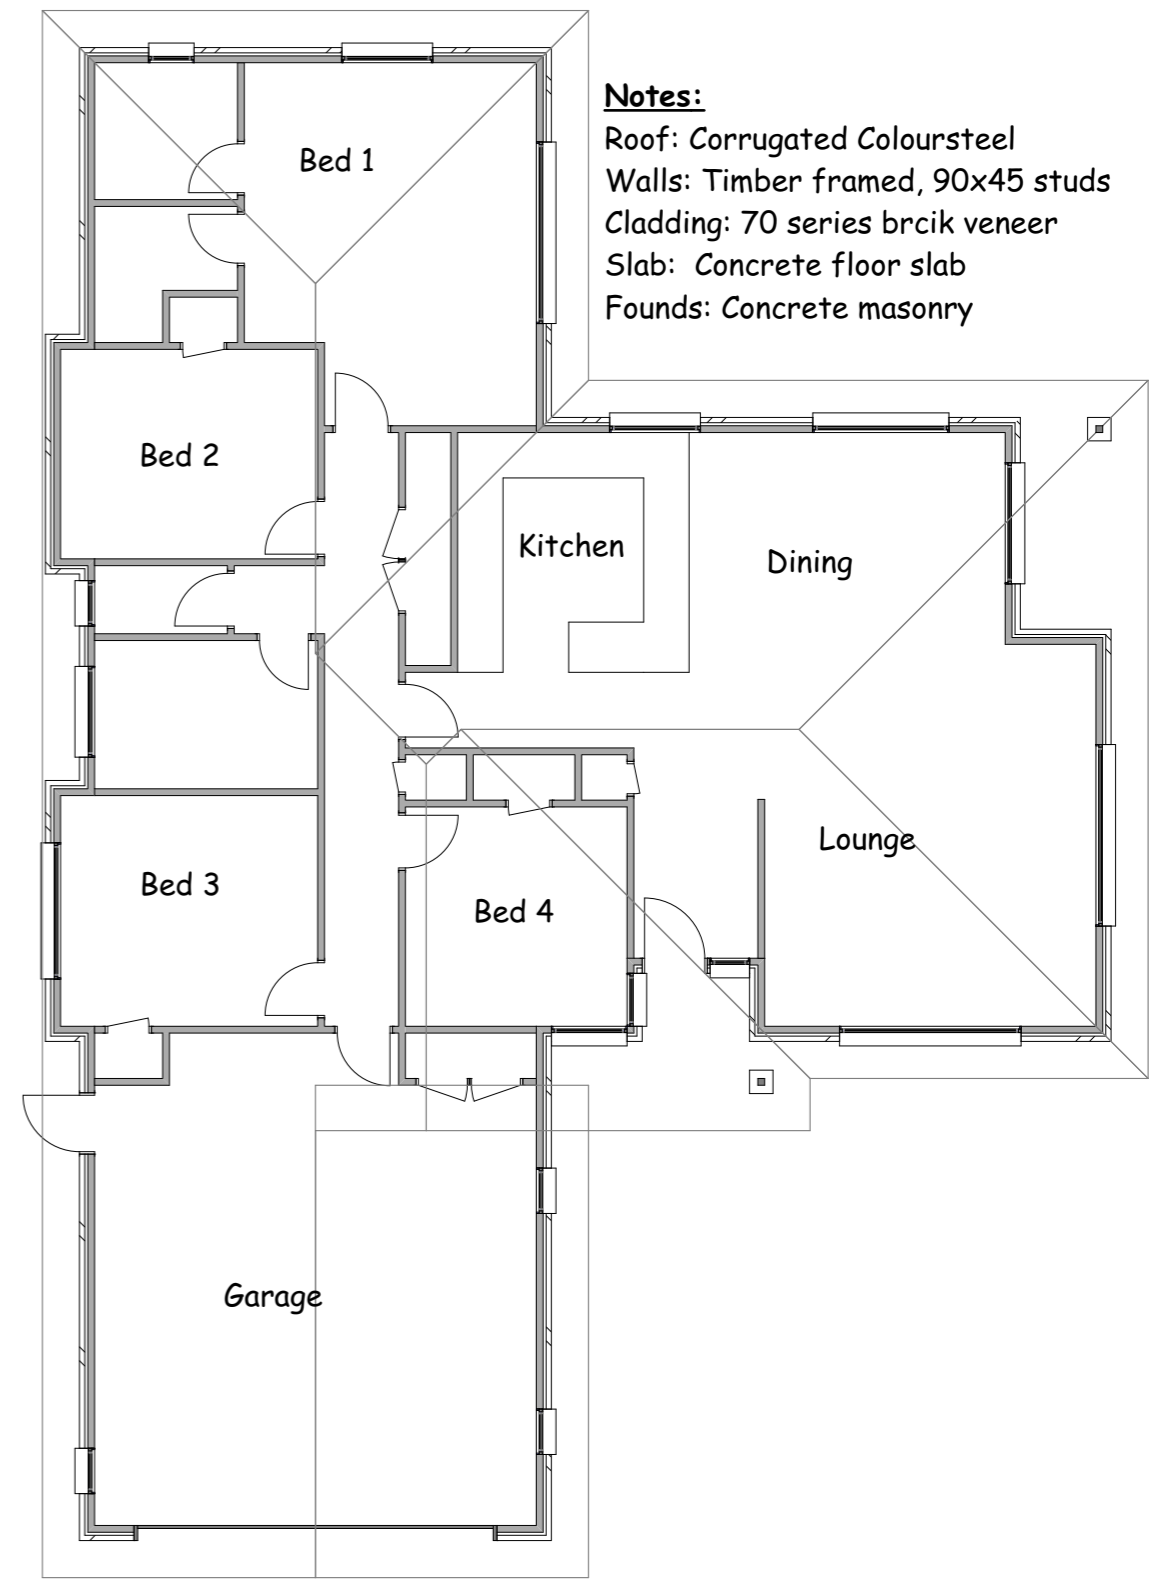 Notes:
Bed 1
Roof: Corrugated Coloursteel
Walls: Timber framed, 90x45 studs
Cladding: 70 series brcik veneer
Slab: Concrete floor slab
Founds: Concrete masonry
Bed 2
Kitchen
Dining
Lounge
Bed 3
Bed 4
Garage